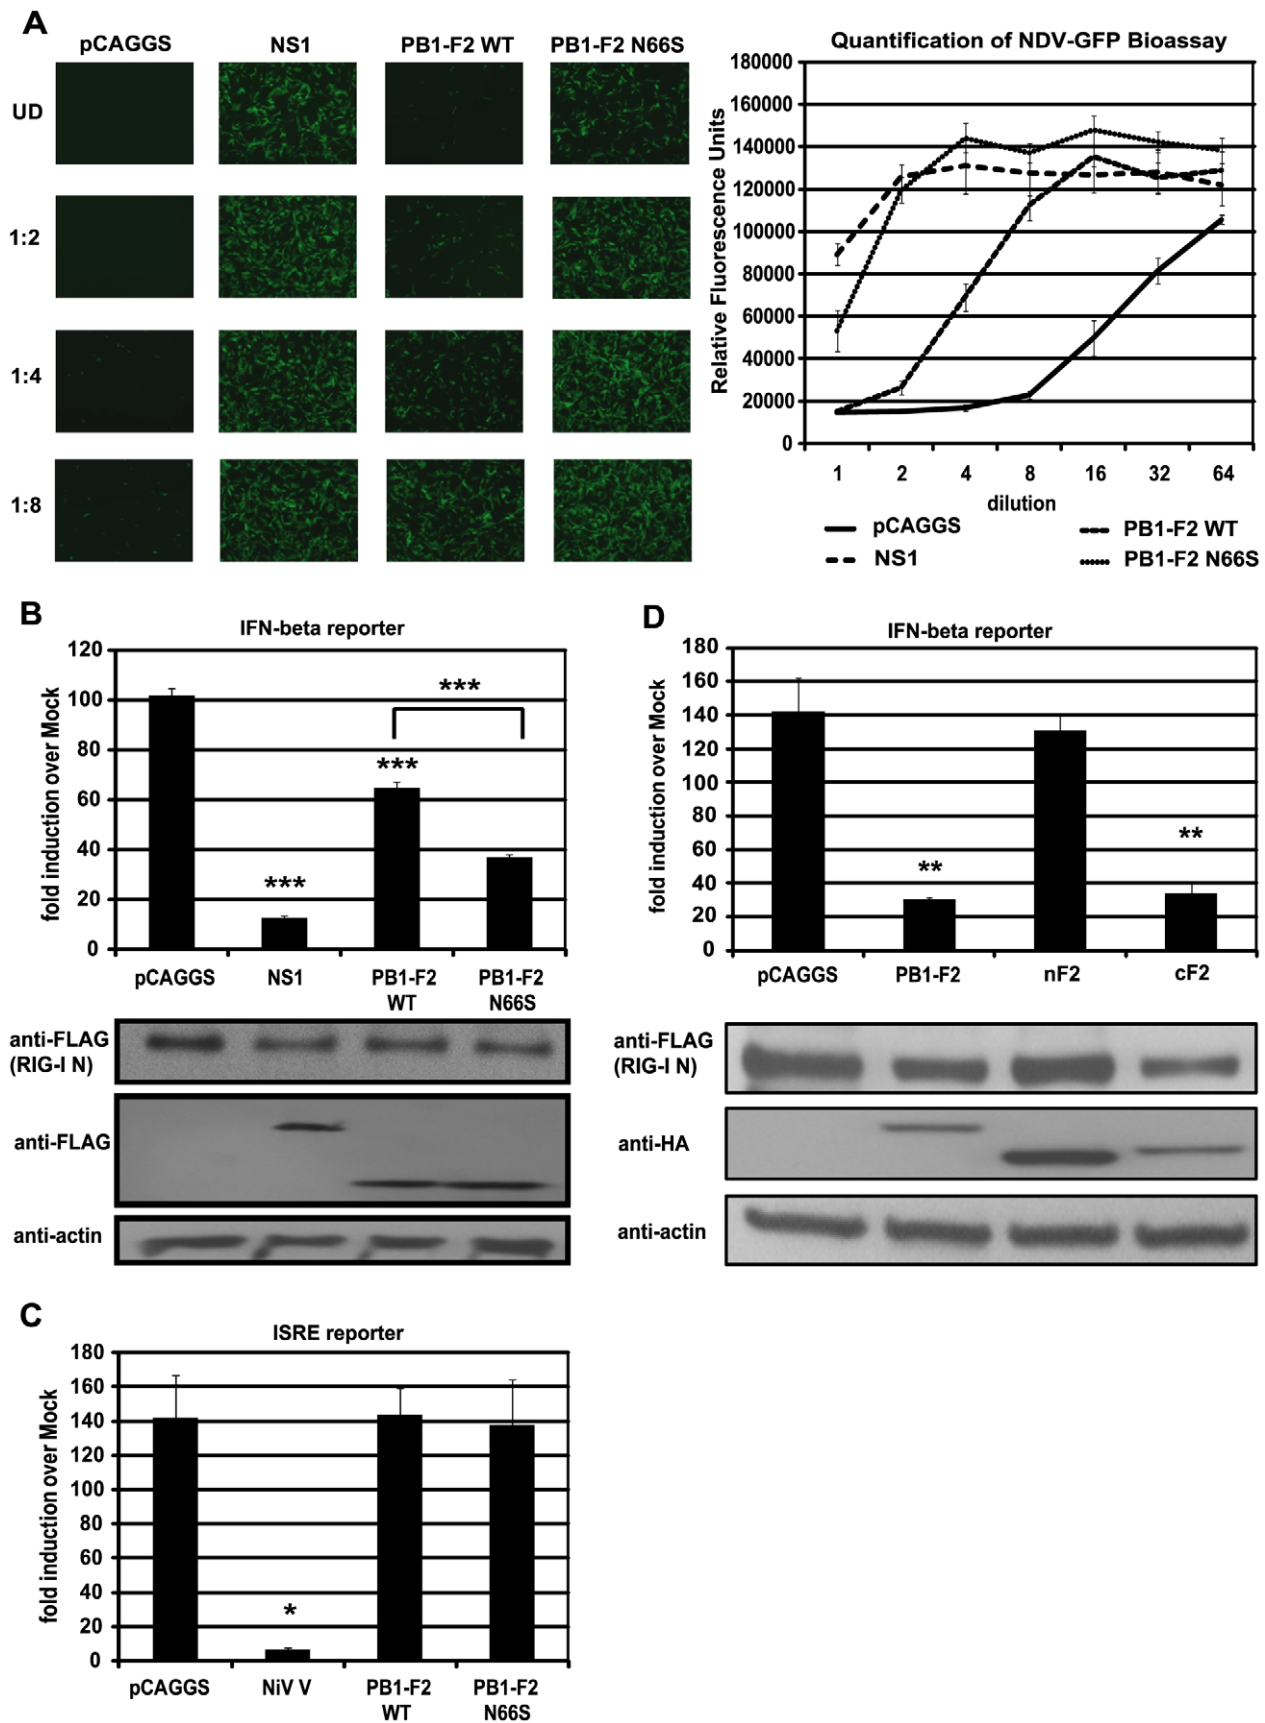 A
pCAGGS NS1 PB1-F2 WT PB1-F2 N66S
UD
1:2
1:4
1:8
Quantification of NDV-GFP Bioassay
Relative Fluorescence Units
180000
160000
140000
120000
100000
80000
60000
40000
20000
0
1 2 4 8 16 32 64
dilution
pCAGGS
NS1
PB1-F2 WT
PB1-F2 N66S
B
IFN-beta reporter
fold induction over Mock
120
100
80
60
40
20
0
***
***
***
pCAGGS NS1 PB1-F2 WT PB1-F2 N66S
anti-FLAG
(RIG-I N)
anti-FLAG
anti-actin
D
IFN-beta reporter
fold induction over Mock
180
160
140
120
100
80
60
40
20
0
**
**
pCAGGS PB1-F2 nF2 cF2
anti-FLAG
(RIG-I N)
anti-HA
anti-actin
C
ISRE reporter
fold induction over Mock
180
160
140
120
100
80
60
40
20
0
*
pCAGGS NiV V PB1-F2 WT PB1-F2 N66S